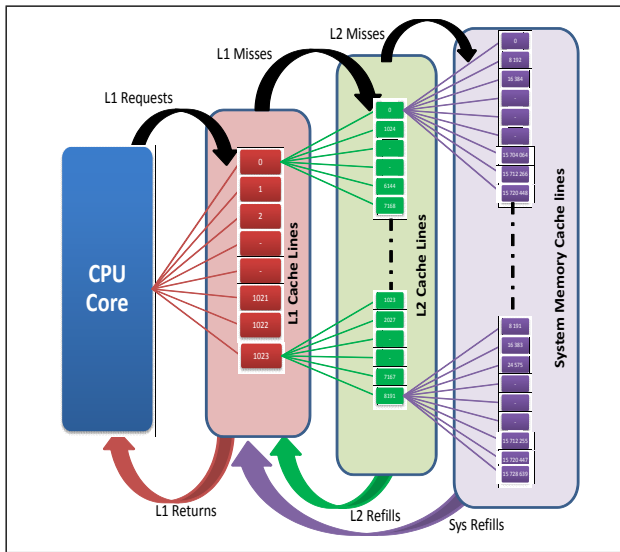 L2 Misses
L1 Misses
L1 Requests
CPU
Core
0
1
2
-
-
1021
1022
1023
L1 Cache Lines
0
1024
-
-
6144
7168
1023
2027
-
-
7167
8191
L2 Cache Lines
0
8 192
16 384
-
-
-
15 704 064
15 712 266
15 720 448
8 191
16 383
24 575
-
-
-
15 712 255
15 720 447
15 728 639
System Memory Cache lines
L1 Returns
L2 Refills
Sys Refills